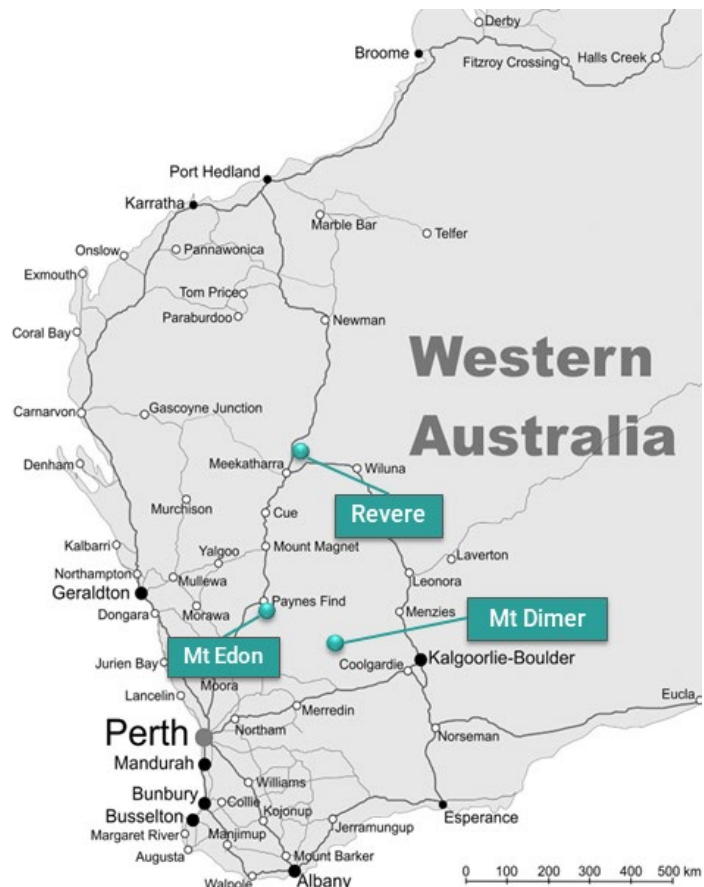 Derby
Broome
Fitzroy Crossing
Halls Creek
Port Hedland
Karratha
Marble Bar
Telfer
Onslow
Pannawonica
Exmouth
Tom Price
Paraburdoo
Newman
Coral Bay
Western
Australia
Carnarvon
Gascoyne Junction
Denham
Meekatharra
Wiluna
Revere
Murchison
Cue
Kalbarri
Yalgoo
Mount Magnet
Laverton
Northampton
Mullewa
Leonora
Geraldton
Paynes Find
Dongara
Morawa
Menzies
Mt Dimer
Mt Edon
Jurien Bay
Coolgardie
Kalgoorlie-Boulder
Moora
Lancelin
Merredin
Eucla
Perth
Northam
Norseman
Mandurah
Williams
Bunbury
Collie
Kojonup
Esperance
Busselton
Margaret River
Manjimup
Jerramungup
Augusta
Mount Barker
Walpole
Albany
0 100 200 300 400 500 km